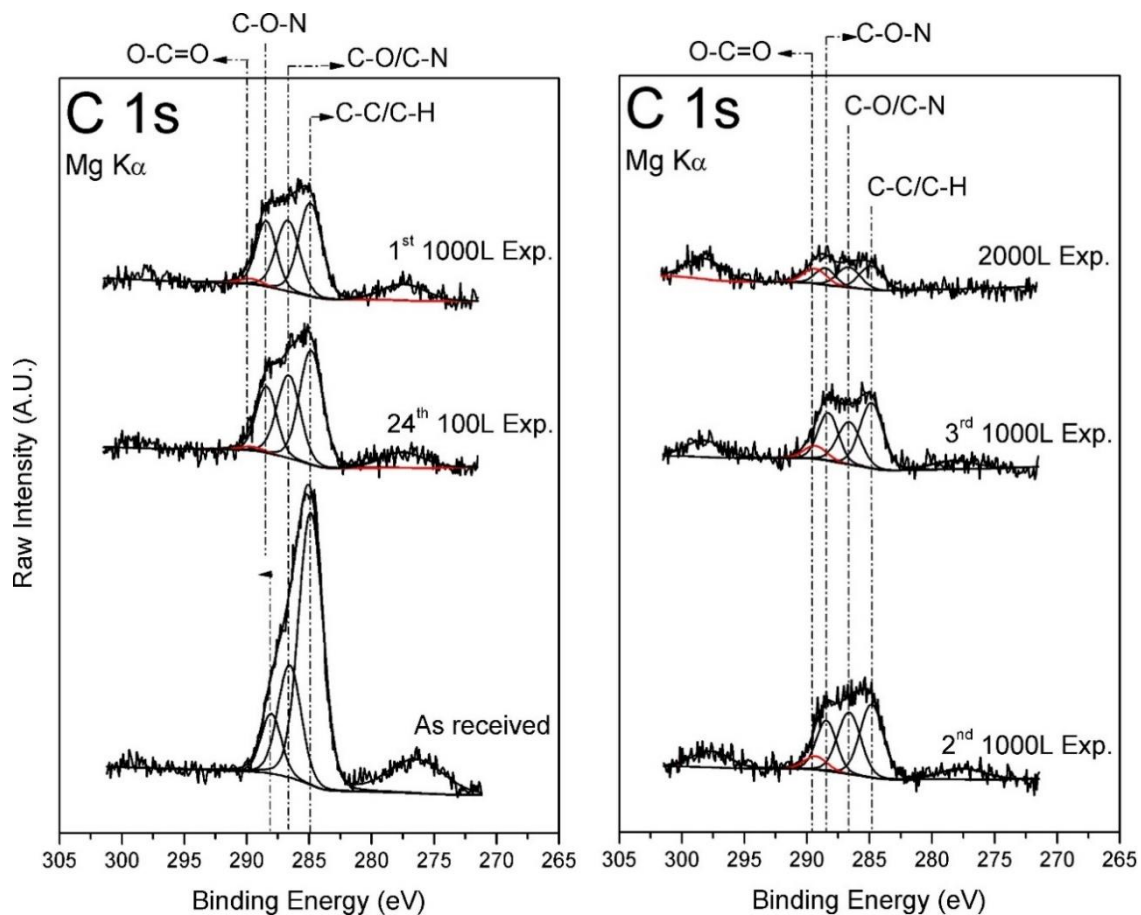 C-O-N
O-C=O
C-O/C-N
C-C/C-H
C 1s
Mg Kα
1st 1000L Exp.
24th 100L Exp.
As received
Raw Intensity (A.U.)
305 300 295 290 285 280 275 270 265
Binding Energy (eV)
O-C=O
C-O-N
C-O/C-N
C-C/C-H
C 1s
Mg Kα
2000L Exp.
3rd 1000L Exp.
2nd 1000L Exp.
305 300 295 290 285 280 275 270 265
Binding Energy (eV)